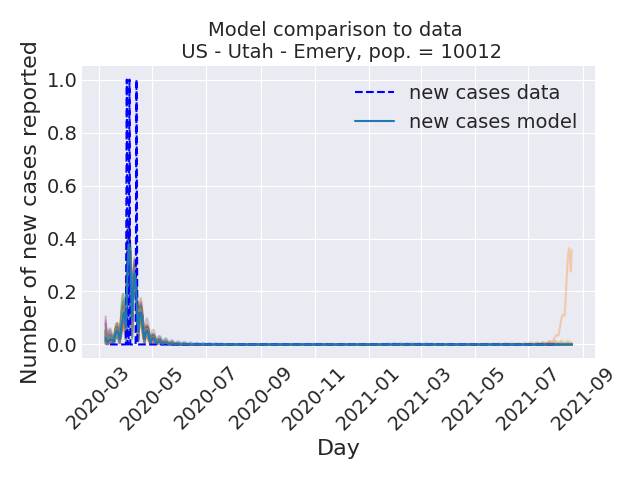 Model comparison to data
US - Utah - Emery, pop. = 10012
Number of new cases reported
1.0
0.8
0.6
0.4
0.2
0.0
new cases data
new cases model
2020-03
2020-05
2020-07
2020-09
2020-11
2021-01
2021-03
2021-05
2021-07
2021-09
Day